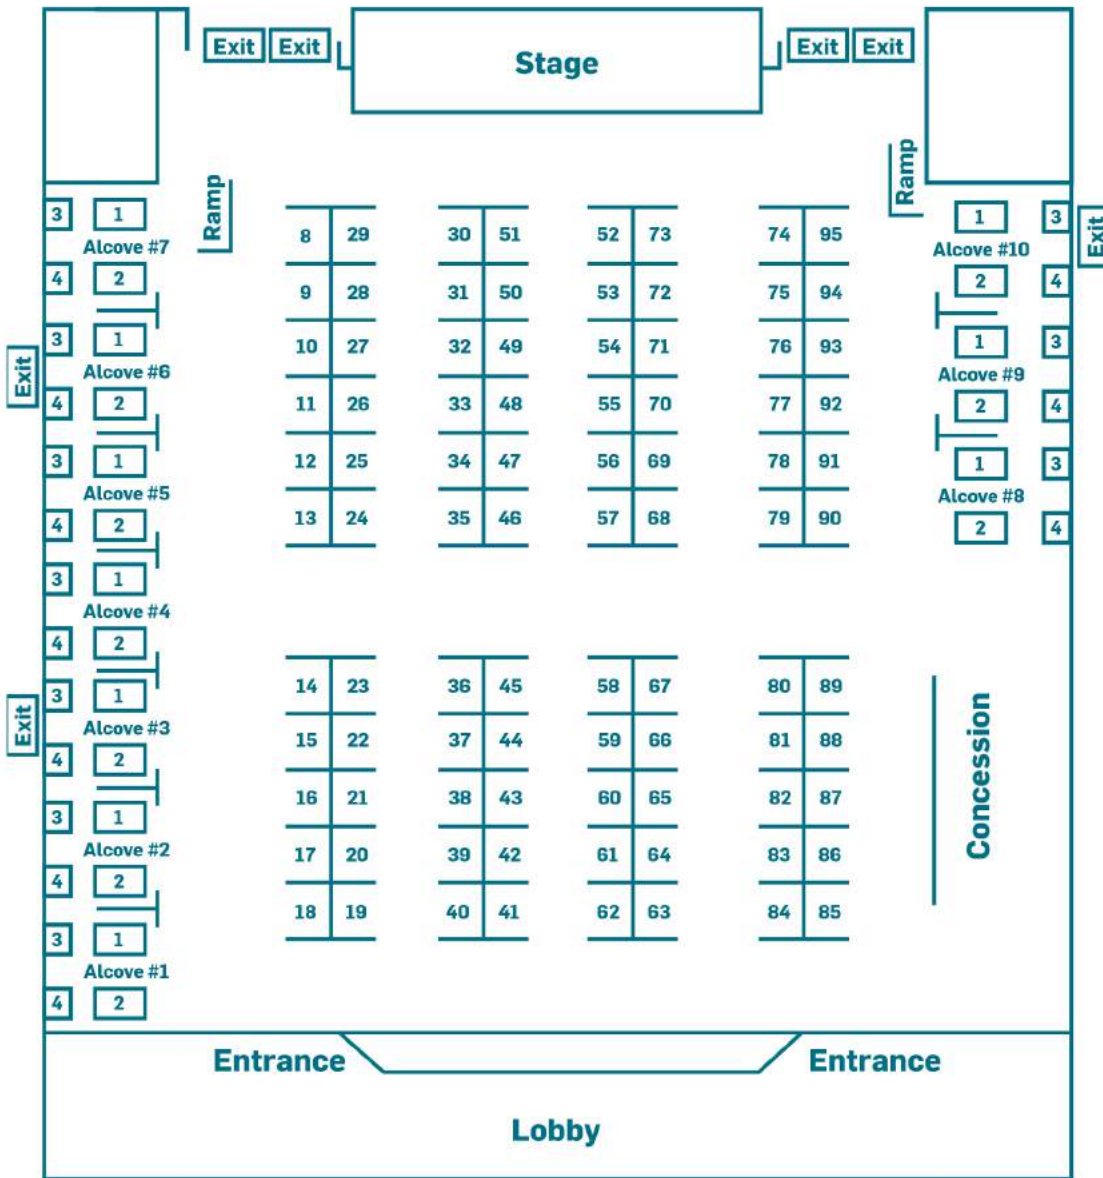 Exit Exit Stage Exit Exit
Ramp
Ramp
3 1
Alcove #7
4 2
3 1
Alcove #6
4 2
3 1
Alcove #5
4 2
3 1
Alcove #4
4 2
3 1
Alcove #3
4 2
3 1
Alcove #2
4 2
3 1
Alcove #1
4 2
Exit
Exit
8 29 30 51 52 73 74 95
9 28 31 50 53 72 75 94
10 27 32 49 54 71 76 93
11 26 33 48 55 70 77 92
12 25 34 47 56 69 78 91
13 24 35 46 57 68 79 90
14 23 36 45 58 67 80 89
15 22 37 44 59 66 81 88
16 21 38 43 60 65 82 87
17 20 39 42 61 64 83 86
18 19 40 41 62 63 84 85
1 3
Alcove #10
2 4
1 3
Alcove #9
2 4
1 3
Alcove #8
2 4
Exit
Concession
Entrance Entrance
Lobby